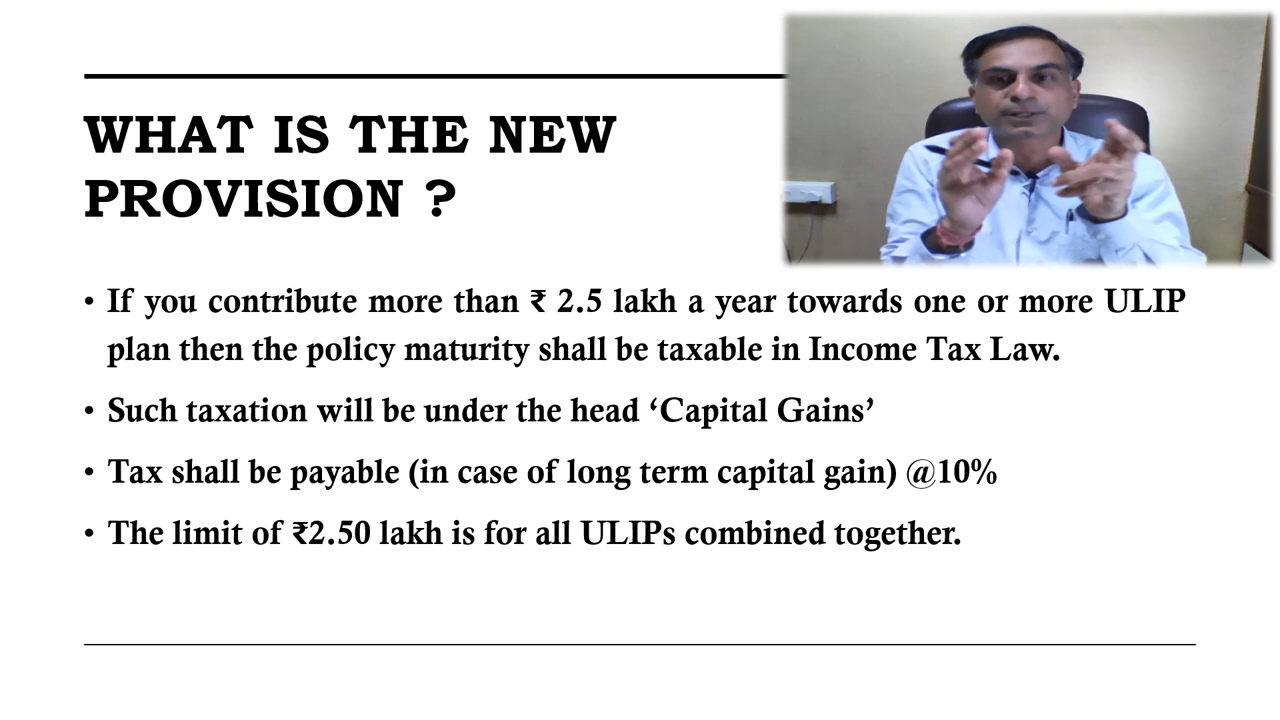 WHAT IS THE NEW
PROVISION ?
• If you contribute more than ₹ 2.5 lakh a year towards one or more ULIP
plan then the policy maturity shall be taxable in Income Tax Law.
• Such taxation will be under the head ‘Capital Gains’
• Tax shall be payable (in case of long term capital gain) @10%
• The limit of ₹2.50 lakh is for all ULIPs combined together.